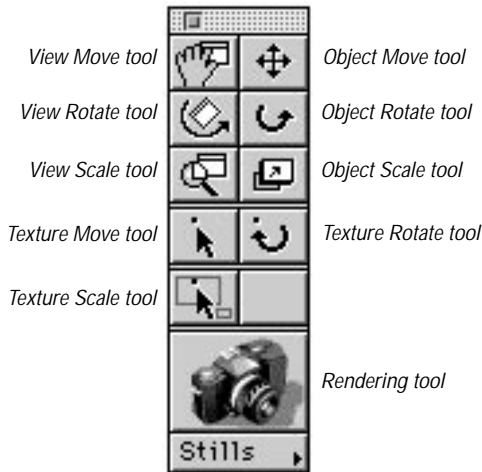 View Move tool
Object Move tool
View Rotate tool
Object Rotate tool
View Scale tool
Object Scale tool
Texture Move tool
Texture Rotate tool
Texture Scale tool
Rendering tool
Stills